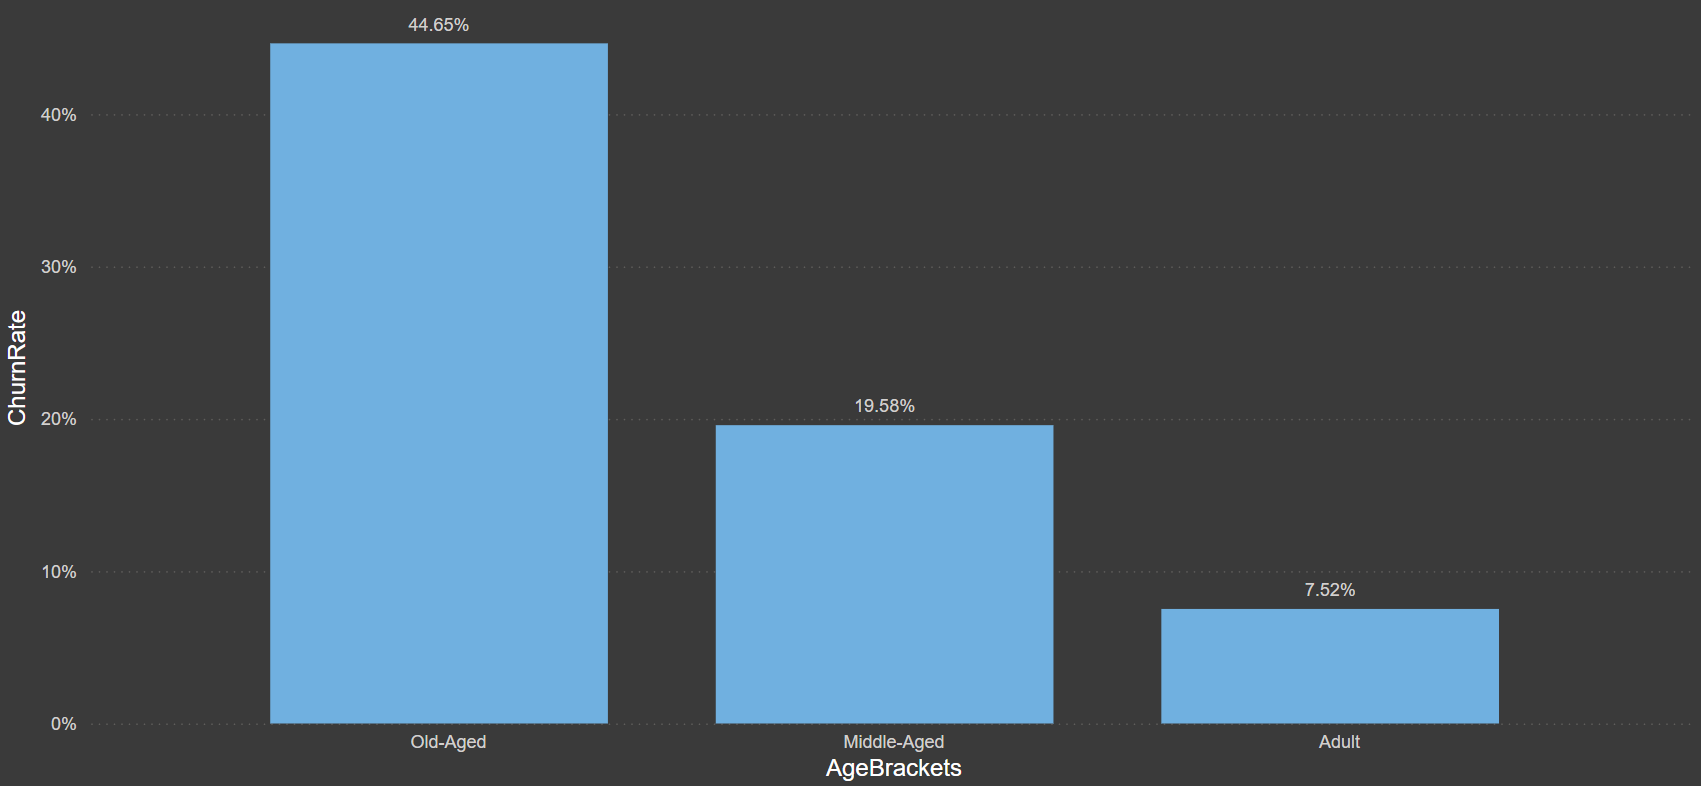 44.65%
40%
30%
19.58%
20%
10%
7.52%
0%
Old-Aged
Middle-Aged
Adult
AgeBrackets
ChurnRate